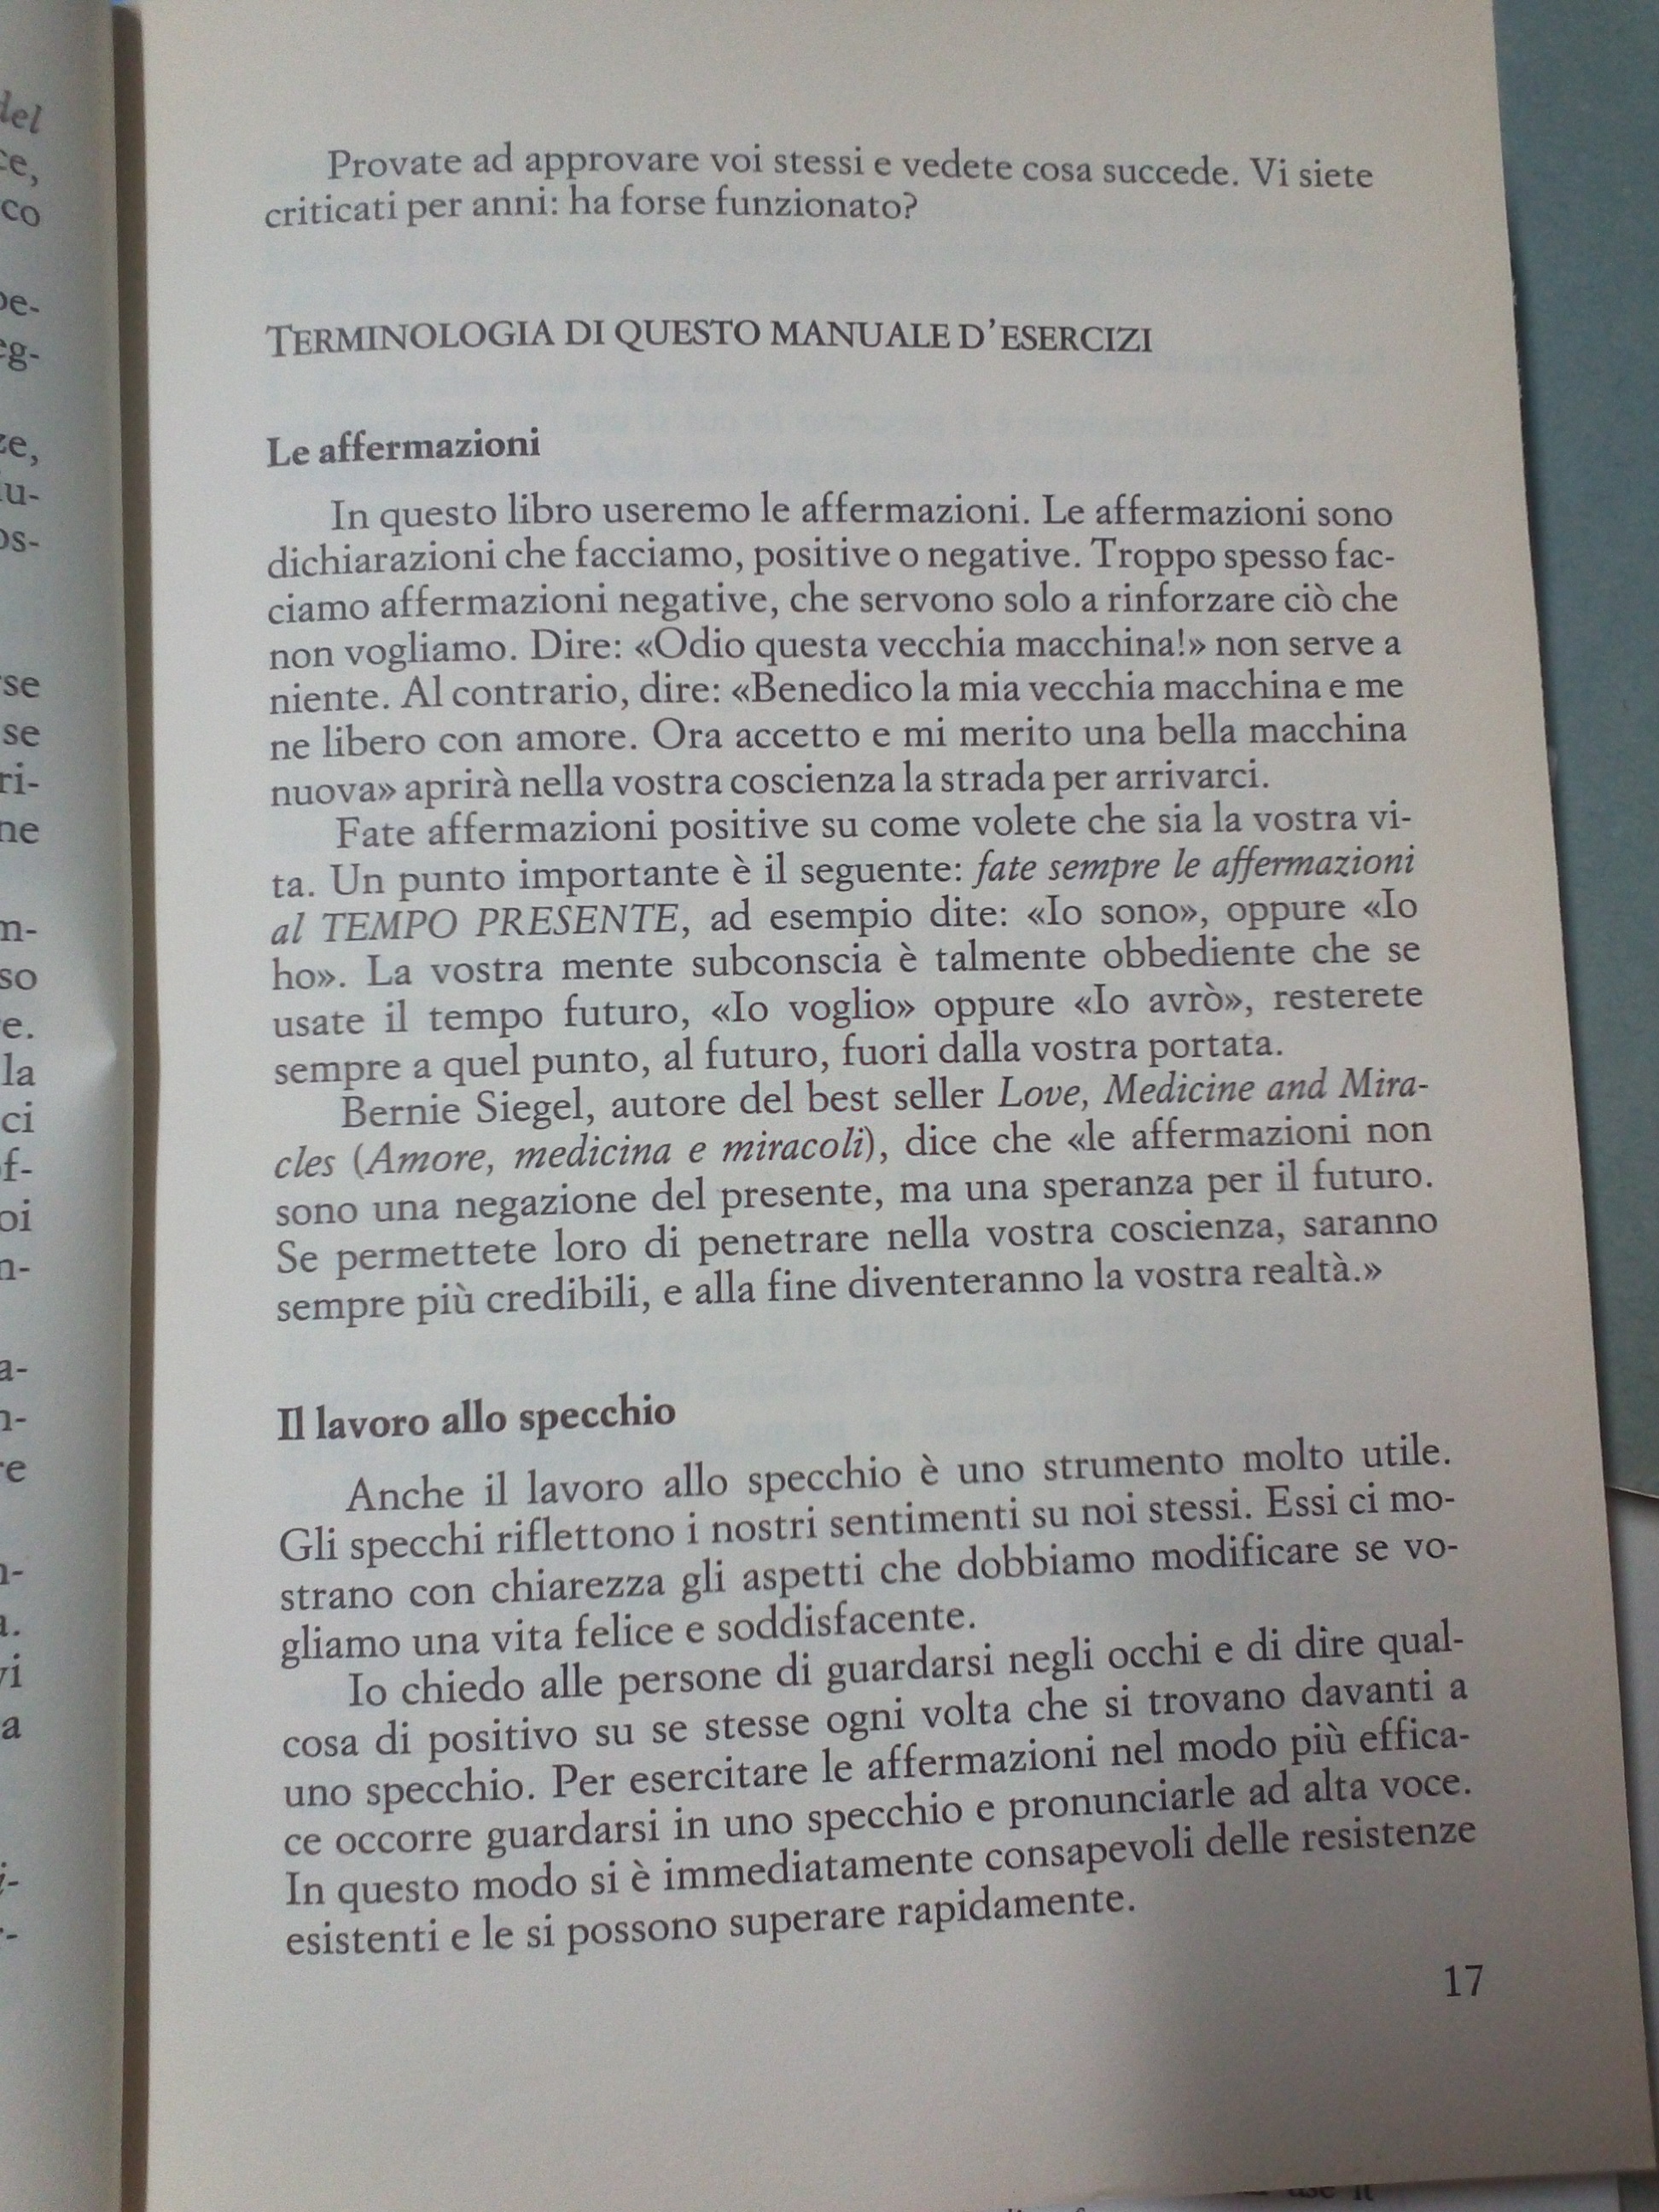 del
co
se
se
la
ci
re
a
Provate ad approvare voi stessi e vedete cosa succede. Vi siete
criticati per anni: ha forse funzionato?
TERMINOLOGIA DI QUESTO MANUALE D'ESERCIZI
Le affermazioni
In questo libro useremo le affermazioni. Le affermazioni sono
dichiarazioni che facciamo, positive o negative. Troppo spesso fac-
ciamo affermazioni negative, che servono solo a rinforzare ciò che
non vogliamo. Dire: «Odio questa vecchia macchina!» non serve a
niente. Al contrario, dire: «Benedico la mia vecchia macchina e me
ne libero con amore. Ora accetto e mi merito una bella macchina
nuova» aprirà nella vostra coscienza la strada per arrivarci.
Fate affermazioni positive su come volete che sia la vostra vi-
ta. Un punto importante è il seguente: fate sempre le affermazioni
al TEMPO PRESENTE, ad esempio dite: «Io sono», oppure «Io
ho». La vostra mente subconscia è talmente obbediente che se
usate il tempo futuro, «Io voglio» oppure «Io avrò», resterete
sempre a quel punto, al futuro, fuori dalla vostra portata.
Bernie Siegel, autore del best seller Love, Medicine and Mira-
cles (Amore, medicina e miracoli), dice che «le affermazioni non
sono una negazione del presente, ma una speranza per il futuro.
Se permettete loro di penetrare nella vostra coscienza, saranno
sempre più credibili, e alla fine diventeranno la vostra realtà.»
Il lavoro allo specchio
Anche il lavoro allo specchio è uno strumento molto utile.
Gli specchi riflettono i nostri sentimenti su noi stessi. Essi ci mo-
strano con chiarezza gli aspetti che dobbiamo modificare se vo-
gliamo una vita felice e soddisfacente.
Io chiedo alle persone di guardarsi negli occhi e di dire qual-
cosa di positivo su se stesse ogni volta che si trovano davanti a
uno specchio. Per esercitare le affermazioni nel modo più effica-
ce occorre guardarsi in uno specchio e pronunciarle ad alta voce.
In questo modo si è immediatamente consapevoli delle resistenze
esistenti e le si possono superare rapidamente.
17